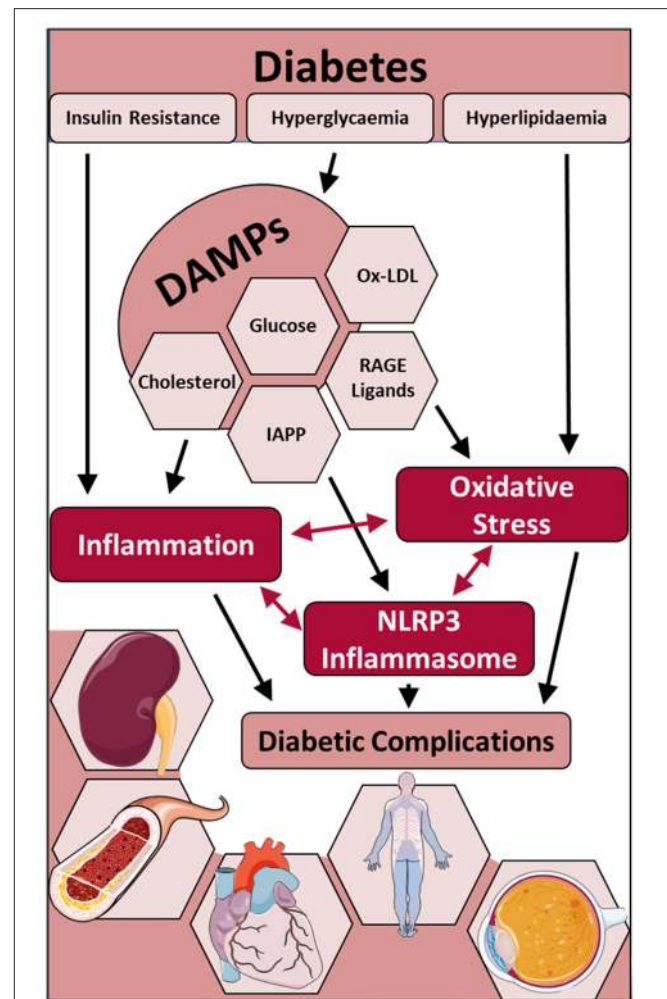 Diabetes
Insulin Resistance
Hyperglycaemia
Hyperlipidaemia
DAMPs
Ox-LDL
Glucose
Cholesterol
RAGE
Ligands
IAPP
Oxidative
Stress
Inflammation
NLRP3
Inflammasome
Diabetic Complications